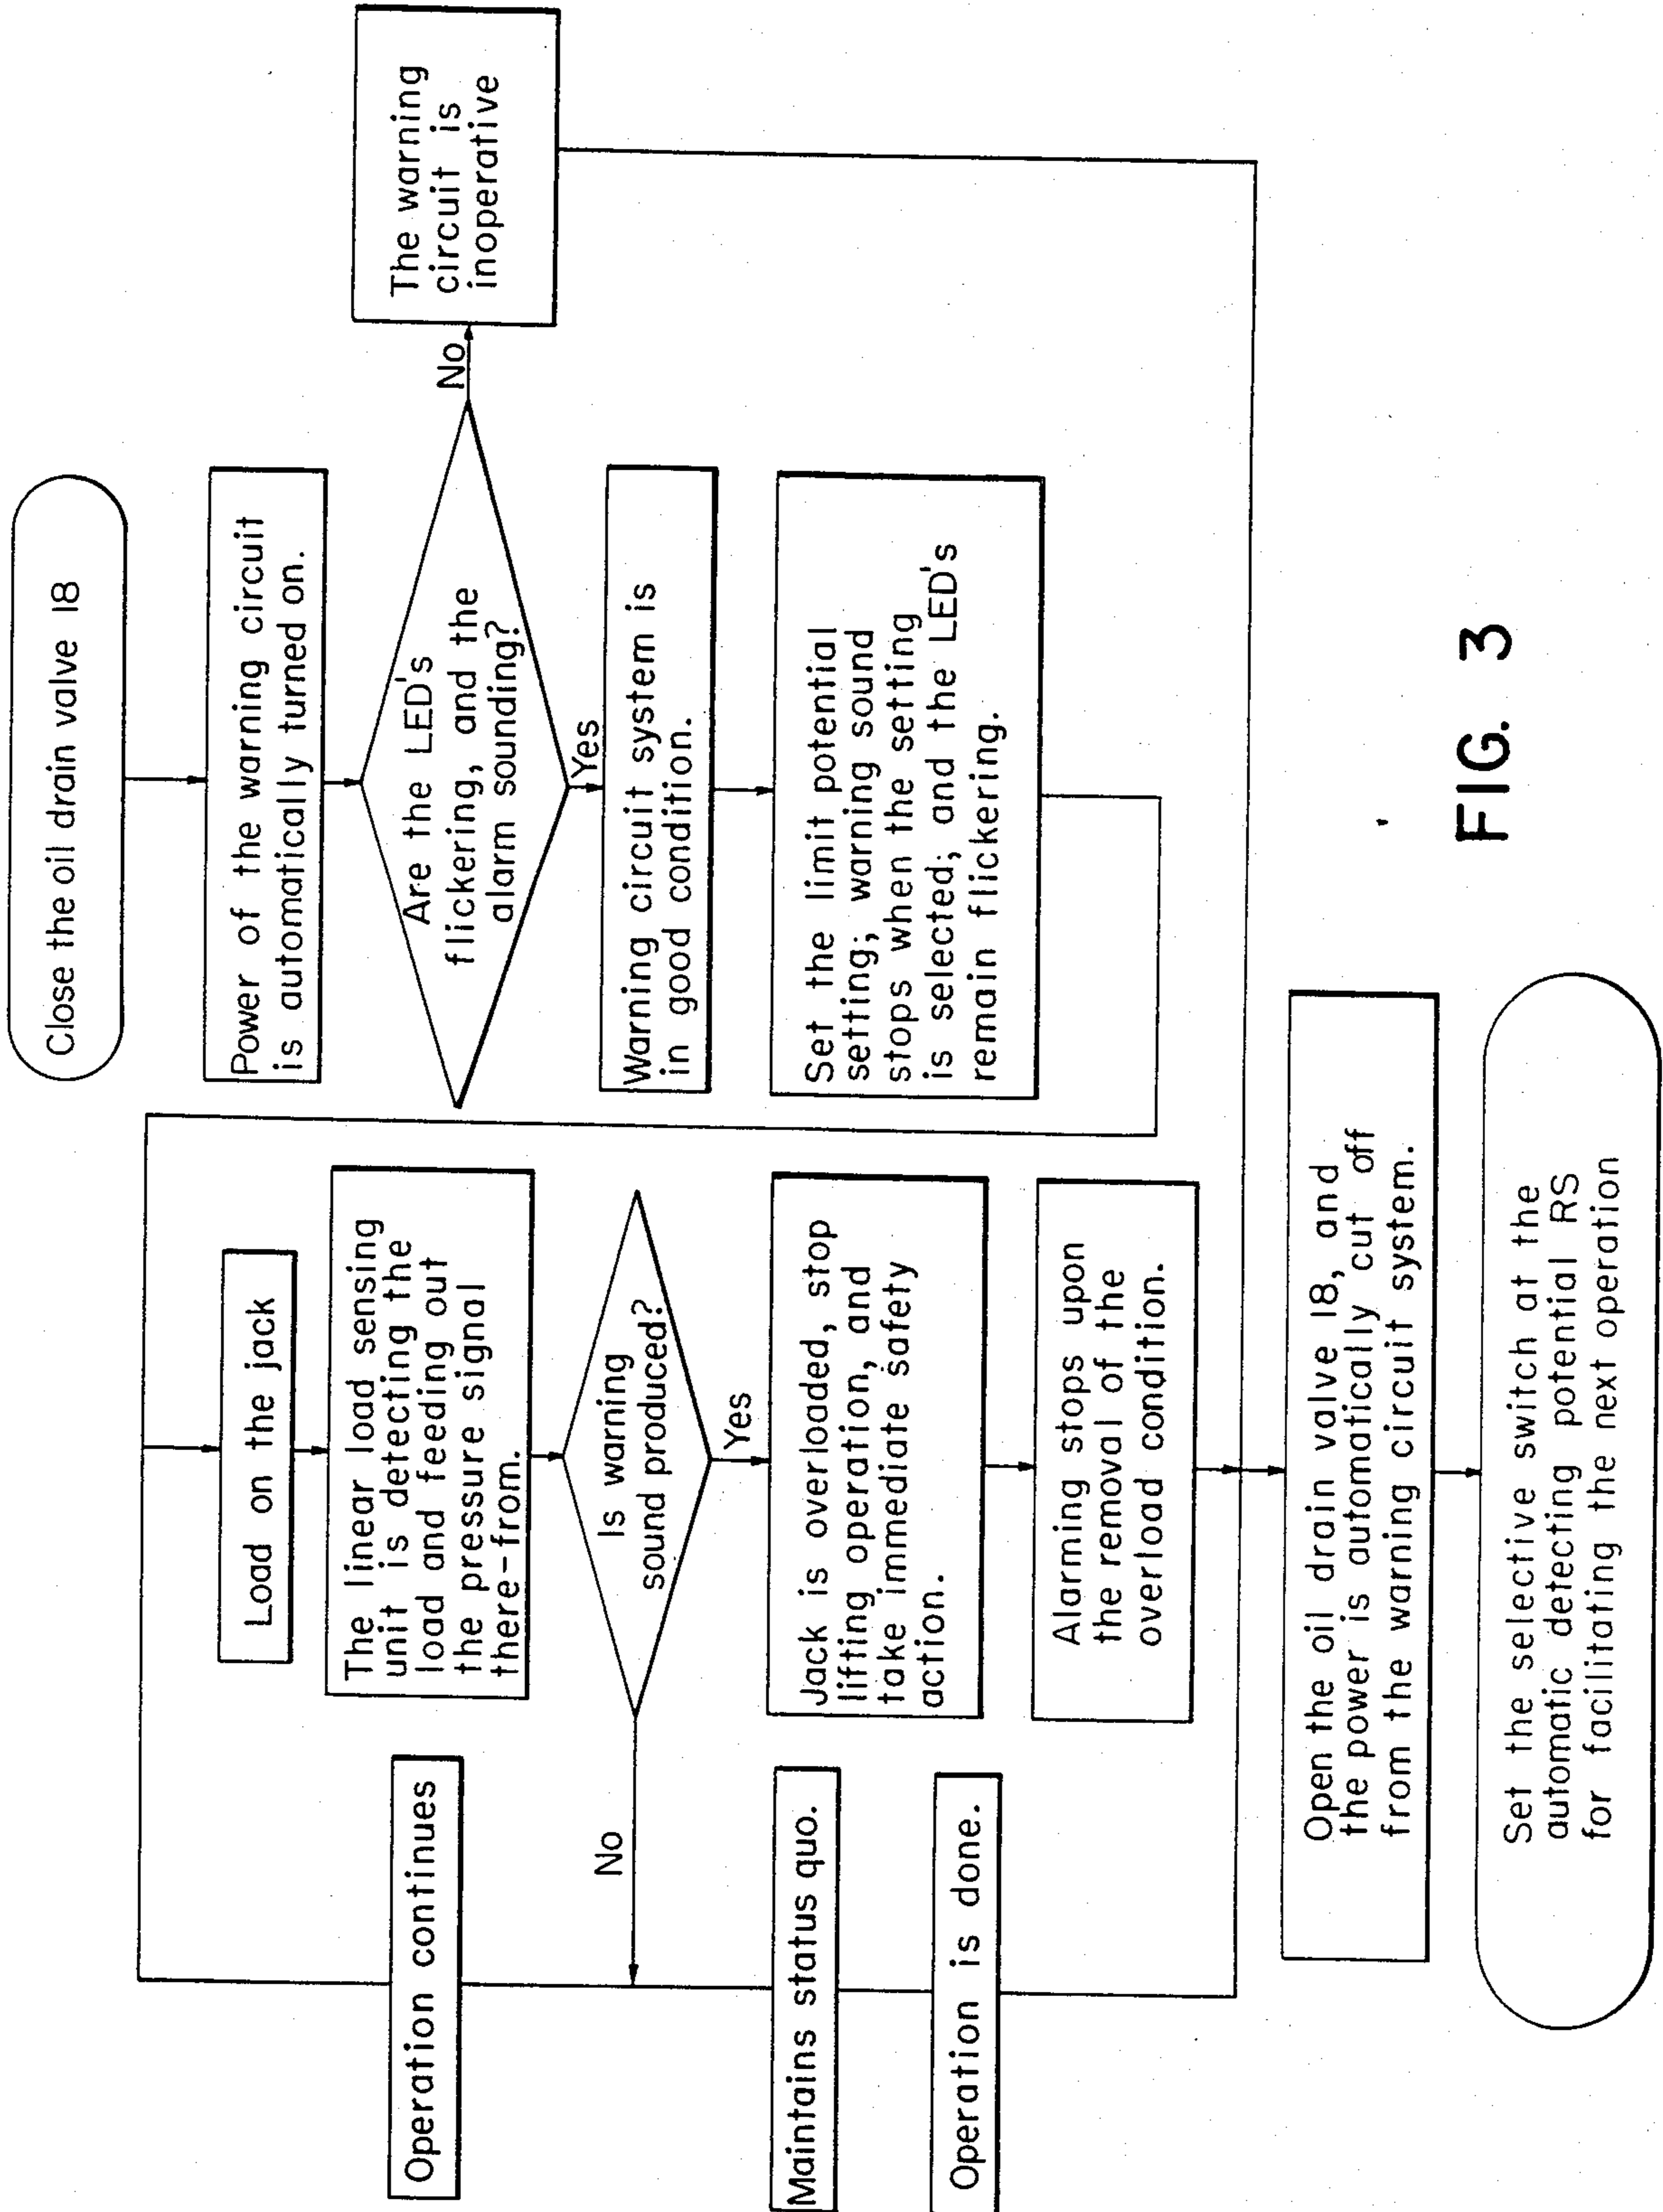 Close the oil drain valve 18
Power of the warning circuit
is automatically turned on.
Are the LED's
flickering, and the
alarm sounding?
No
The warning
circuit is
inoperative
Yes
Warning circuit system is
in good condition.
Set the limit potential
setting; warning sound
stops when the setting
is selected; and the LED's
remain flickering.
Load on the jack
The linear load sensing
unit is detecting the
load and feeding out
the pressure signal
there-from.
Is warning
sound produced?
No
Yes
Operation continues
Maintains status quo.
Operation is done.
Jack is overloaded, stop
lifting operation, and
take immediate safety
action.
Alarming stops upon
the removal of the
overload condition.
Open the oil drain valve 18, and
the power is automatically cut off
from the warning circuit system.
Set the selective switch at the
automatic detecting potential RS
for facilitating the next operation
FIG. 3